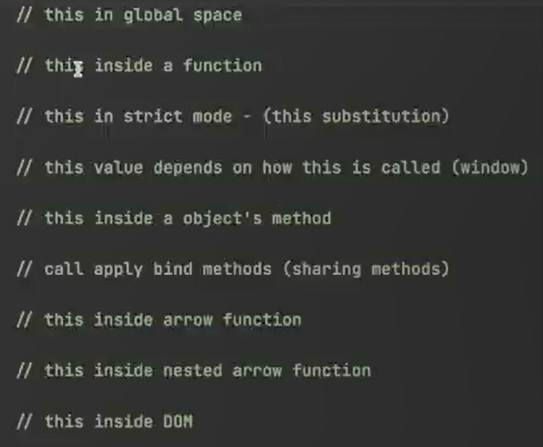 // this in global space
// this inside a function
// this in strict mode - (this substitution)
// this value depends on how this is called (window)
// this inside a object's method
// call apply bind methods (sharing methods)
// this inside arrow function
// this inside nested arrow function
// this inside DOM